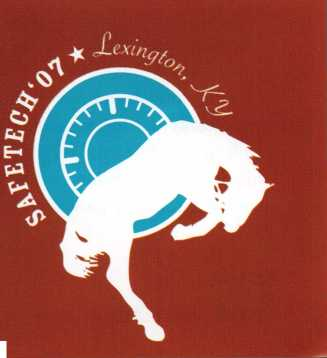 SAFETECH '07 ★ Lexington, KY